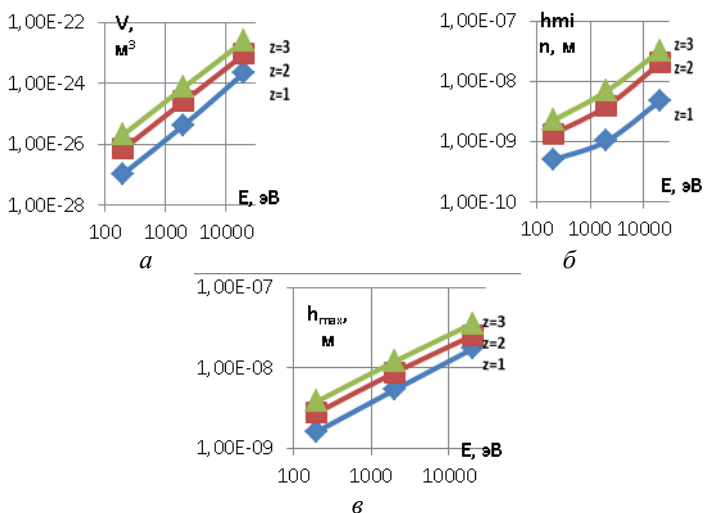 1,00E-22
V,
м³
z=3
z=2
z=1
1,00E-24
1,00E-26
1,00E-28
E, эВ
100 1000 10000
а
1,00E-07
hmi
n, м
z=3
z=2
z=1
1,00E-08
1,00E-09
1,00E-10
E, эВ
100 1000 10000
б
1,00E-07
hmax,
м
z=3
z=2
z=1
1,00E-08
1,00E-09
E, эВ
100 1000 10000
в